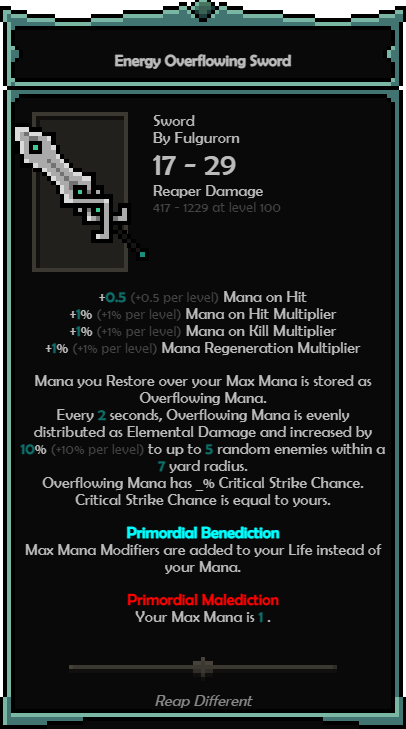 Energy Overflowing Sword
Sword
By Fulgurorn
17 - 29
Reaper Damage
417 - 1229 at level 100
+0.5 (+0.5 per level) Mana on Hit
+1% (+1% per level) Mana on Hit Multiplier
+1% (+1% per level) Mana on Kill Multiplier
+1% (+1% per level) Mana Regeneration Multiplier
Mana you Restore over your Max Mana is stored as
Overflowing Mana.
Every 2 seconds, Overflowing Mana is evenly
distributed as Elemental Damage and increased by
10% (+10% per level) to up to 5 random enemies within a
7 yard radius.
Overflowing Mana has _% Critical Strike Chance.
Critical Strike Chance is equal to yours.
Primordial Benediction
Max Mana Modifiers are added to your Life instead of
your Mana.
Primordial Malediction
Your Max Mana is 1 .
Reap Different